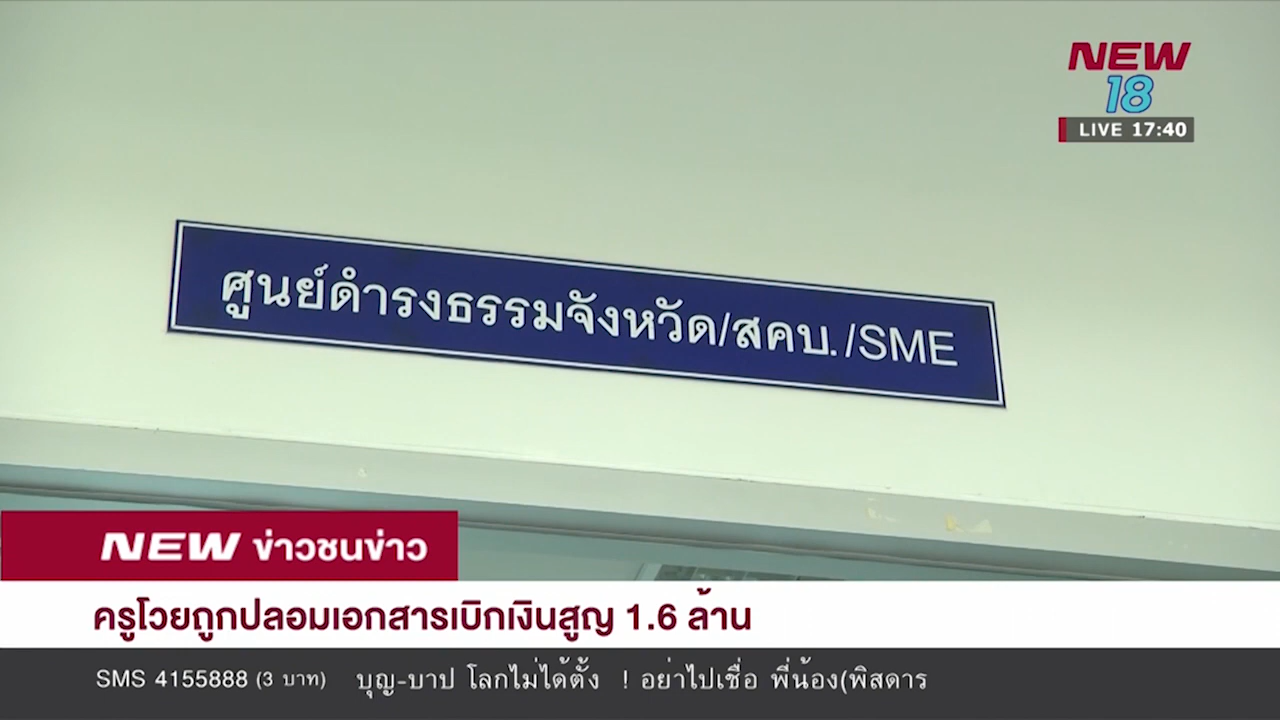 NEW
18
LIVE 17:40
ศูนย์ดำรงธรรมจังหวัด/สคบ./SME
NEW ข่าวชนข่าว
ครูโวยถูกปลอมเอกสารเบิกเงินสูญ 1.6 ล้าน
SMS 4155888 (3 บาท) บุญ-บาป โลกไม่ได้ตั้ง ! อย่าไปเชื่อ พี่น้อง(พิสดาร